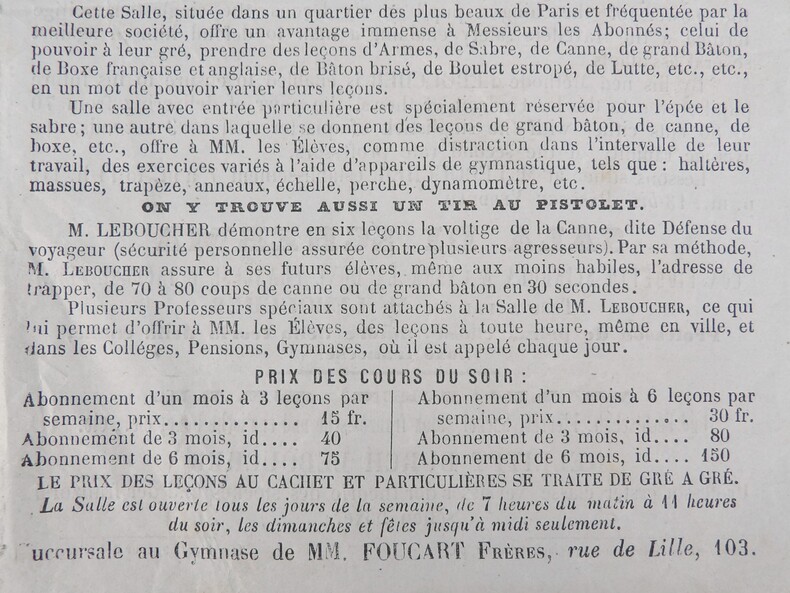 Cette Salle, située dans un quartier des plus beaux de Paris et fréquentée par la
meilleure société, offre un avantage immense à Messieurs les Abonnés; celui de
pouvoir à leur gré, prendre des leçons d'Armes, de Sabre, de Canne, de grand Bâton,
de Boxe française et anglaise, de Bâton brisé, de Boulet estropé, de Lutte, etc., etc.,
en un mot de pouvoir varier leurs leçons.
Une salle avec entrée particulière est spécialement réservée pour l'épée et le
sabre; une autre dans laquelle se donnent des leçons de grand bâton, de canne, de
boxe, etc., offre à MM. les Élèves, comme distraction dans l'intervalle de leur
travail, des exercices variés à l'aide d'appareils de gymnastique, tels que : haltères,
massues, trapèze, anneaux, échelle, perche, dynamomètre, etc.
ON Y TROUVE AUSSI UN TIR AU PISTOLET.
M. LEBOUCHER démontre en six leçons la voltige de la Canne, dite Défense du
voyageur (sécurité personnelle assurée contre plusieurs agresseurs). Par sa méthode,
M. LEBOUCHER assure à ses futurs élèves, même aux moins habiles, l'adresse de
frapper, de 70 à 80 coups de canne ou de grand bâton en 30 secondes.
Plusieurs Professeurs spéciaux sont attachés à la Salle de M. LEBOUCHER, ce qui
lui permet d'offrir à MM. les Élèves, des leçons à toute heure, même en ville, et
dans les Colléges, Pensions, Gymnases, où il est appelé chaque jour.
PRIX DES COURS DU SOIR :
Abonnement d'un mois à 3 leçons par
semaine, prix.............. 15 fr.
Abonnement de 3 mois, id.... 40
Abonnement de 6 mois, id.... 75
Abonnement d'un mois à 6 leçons par
semaine, prix............. 30 fr.
Abonnement de 3 mois, id.... 80
Abonnement de 6 mois, id.... 150
LE PRIX DES LEÇONS AU CACHET ET PARTICULIÈRES SE TRAITE DE GRÉ A GRÉ.
La Salle est ouverte tous les jours de la semaine, de 7 heures du matin à 11 heures
du soir, les dimanches et fêtes jusqu'à midi seulement.
uccursale au Gymnase de MM. FOUCART FRÈRES, rue de Lille, 103.